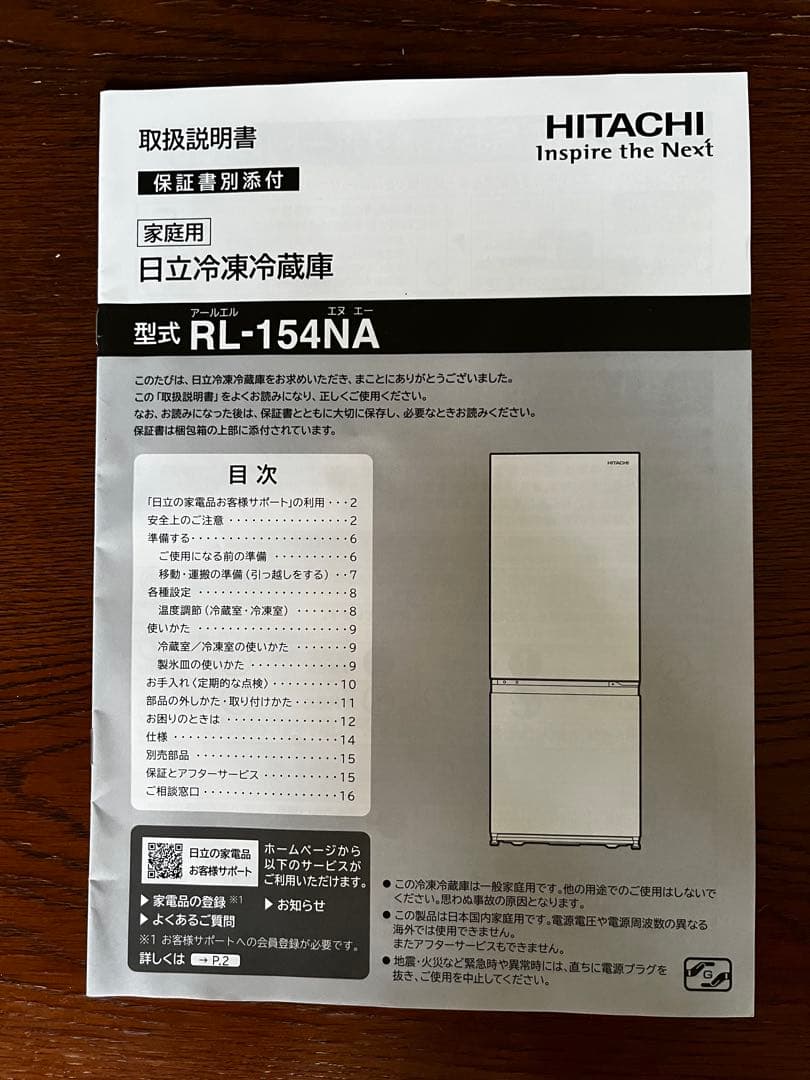 取扱説明書
保証書別添付
HITACHI
Inspire the Next
家庭用
日立冷凍冷蔵庫
アールエル エヌ エー
型式 RL-154NA
このたびは、日立冷凍冷蔵庫をお求めいただき、まことにありがとうございました。
この「取扱説明書」をよくお読みになり、正しくご使用ください。
なお、お読みになった後は、保証書とともに大切に保存し、必要なときお読みください。
保証書は梱包箱の上部に添付されています。
目次
「日立の家電品お客様サポート」の利用・・・2
安全上のご注意・・・・・・・・・・・・・・・・2
準備する・・・・・・・・・・・・・・・・・・・・6
ご使用になる前の準備・・・・・・・・・・6
移動・運搬の準備(引っ越しをする)・・7
各種設定・・・・・・・・・・・・・・・・・・・・8
温度調節(冷蔵室・冷凍室)・・・・・・・8
使いかた・・・・・・・・・・・・・・・・・・・・9
冷蔵室/冷凍室の使いかた・・・・・・・9
製氷皿の使いかた・・・・・・・・・・・・9
お手入れ〈定期的な点検〉・・・・・・・・・10
部品の外しかた・取り付けかた・・・・・・11
お困りのときは・・・・・・・・・・・・・・・12
仕様・・・・・・・・・・・・・・・・・・・・・・14
別売部品・・・・・・・・・・・・・・・・・・・15
保証とアフターサービス・・・・・・・・・・15
ご相談窓口・・・・・・・・・・・・・・・・・・16
HITACHI
日立の家電品
お客様サポート
ホームページから
以下のサービスが
ご利用いただけます。
▶家電品の登録※1 ▶お知らせ
▶よくあるご質問
※1 お客様サポートへの会員登録が必要です。
詳しくは →P.2
●この冷凍冷蔵庫は一般家庭用です。他の用途でのご使用はしないで
ください。思わぬ事故の原因となります。
●この製品は日本国内家庭用です。電源電圧や電源周波数の異なる
海外では使用できません。
またアフターサービスもできません。
●地震・火災など緊急時や異常時には、直ちに電源プラグを
抜き、ご使用を中止してください。
G